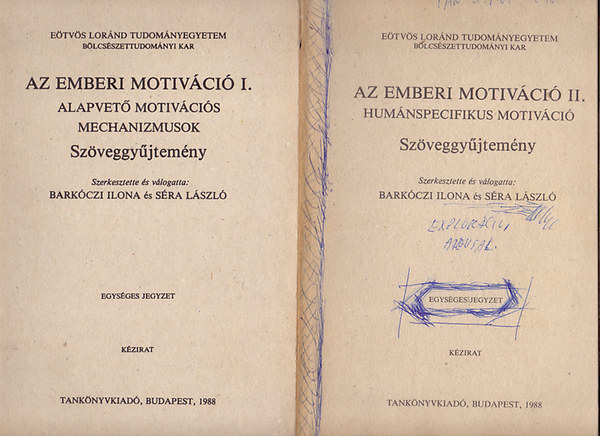 EÖTVÖS LORÁND TUDOMÁNYEGYETEM
BÖLCSÉSZETTUDOMÁNYI KAR
AZ EMBERI MOTIVÁCIÓ I.
ALAPVETŐ MOTIVÁCIÓS
MECHANIZMUSOK
Szöveggyűjtemény
Szerkesztette és válogatta:
BARKÓCZI ILONA és SÉRA LÁSZLÓ
EGYSÉGES JEGYZET
KÉZIRAT
TANKÖNYVKIADÓ, BUDAPEST, 1988
EÖTVÖS LORÁND TUDOMÁNYEGYETEM
BÖLCSÉSZETTUDOMÁNYI KAR
AZ EMBERI MOTIVÁCIÓ II.
HUMÁNSPECIFIKUS MOTIVÁCIÓ
Szöveggyűjtemény
Szerkesztette és válogatta:
BARKÓCZI ILONA és SÉRA LÁSZLÓ
EGYSÉGES JEGYZET
KÉZIRAT
TANKÖNYVKIADÓ, BUDAPEST, 1988